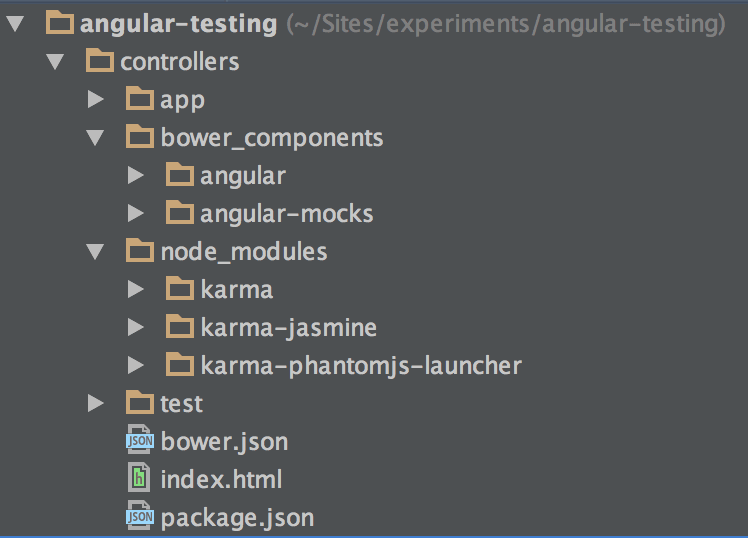 angular-testing (~/Sites/experiments/angular-testing)
controllers
app
bower_components
angular
angular-mocks
node_modules
karma
karma-jasmine
karma-phantomjs-launcher
test
JSON bower.json
h index.html
JSON package.json